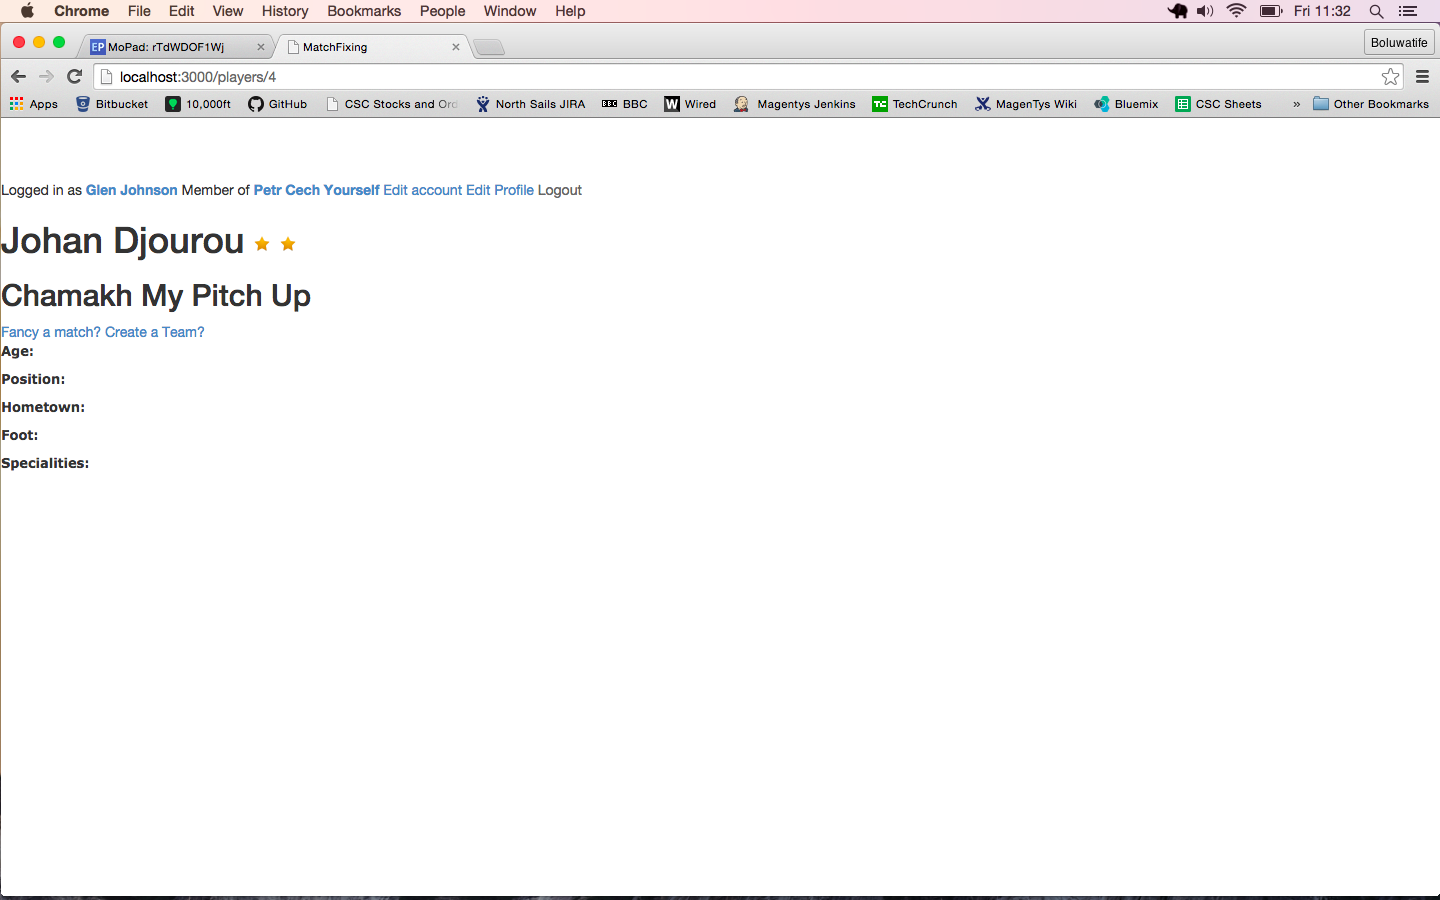 Chrome File Edit View History Bookmarks People Window Help Fri 11:32
EP MoPad: rTdWDOF1Wj MatchFixing Boluwatife
localhost:3000/players/4
Apps Bitbucket 10,000ft GitHub CSC Stocks and Ord North Sails JIRA BBC BBC W Wired Magentys Jenkins TC TechCrunch MagenTys Wiki Bluemix CSC Sheets » Other Bookmarks
Logged in as Glen Johnson Member of Petr Cech Yourself Edit account Edit Profile Logout
Johan Djourou
Chamakh My Pitch Up
Fancy a match? Create a Team?
Age:
Position:
Hometown:
Foot:
Specialities: